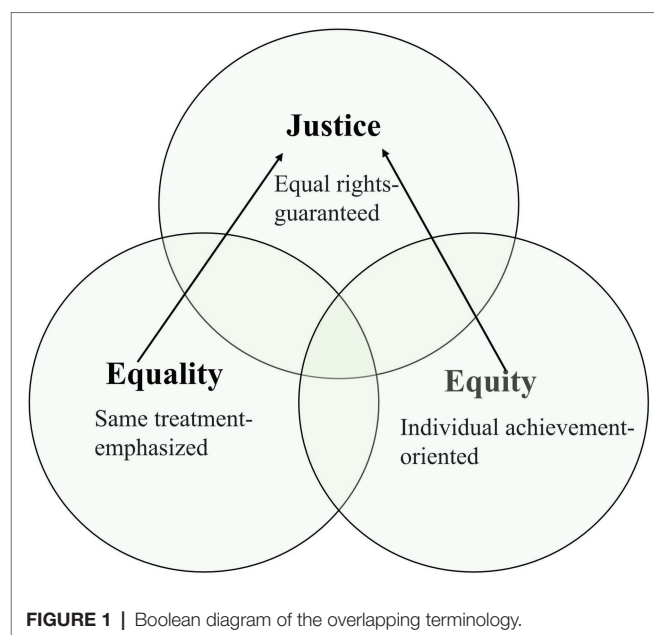 Justice
Equal rights-
guaranteed
Equality
Same treatment-
emphasized
Equity
Individual achievement-
oriented
FIGURE 1 | Boolean diagram of the overlapping terminology.